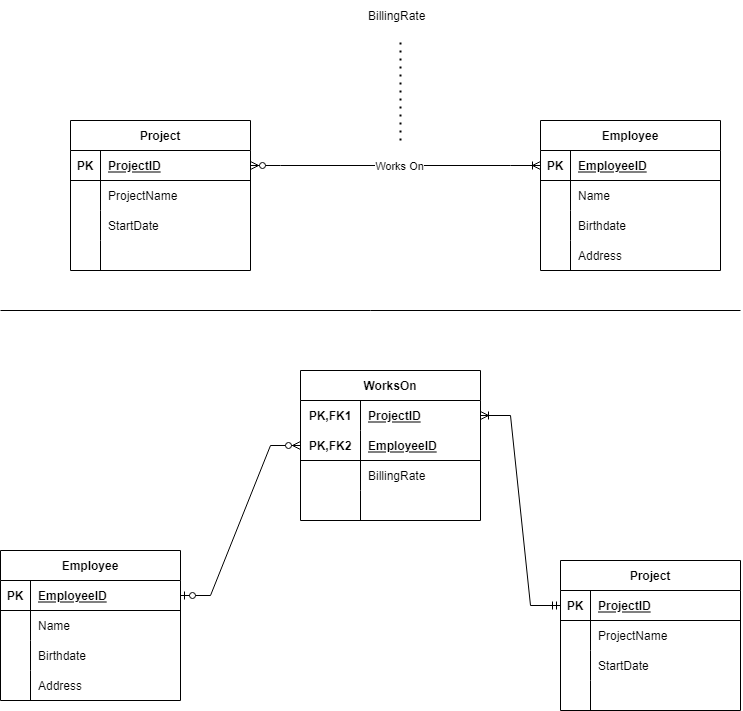 BillingRate
Project
PK ProjectID
ProjectName
StartDate
Works On
Employee
PK EmployeeID
Name
Birthdate
Address
WorksOn
PK,FK1 ProjectID
PK,FK2 EmployeeID
BillingRate
Employee
PK EmployeeID
Name
Birthdate
Address
Project
PK ProjectID
ProjectName
StartDate